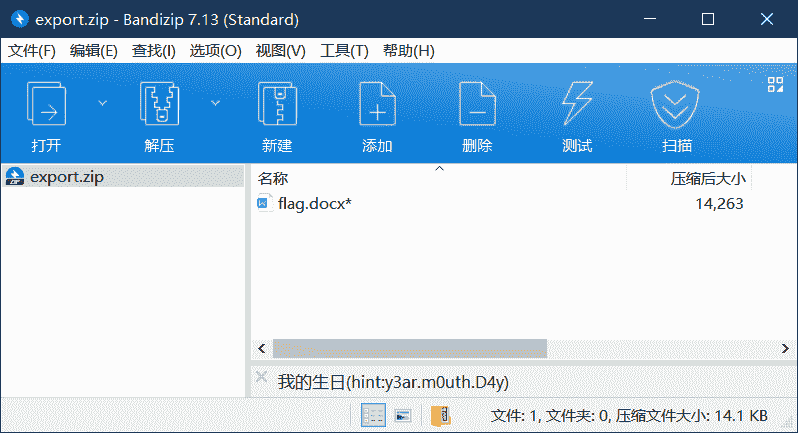 export.zip - Bandizip 7.13 (Standard)
文件(F) 编辑(E) 查找(I) 选项(O) 视图(V) 工具(T) 帮助(H)
打开 解压 新建 添加 删除 测试 扫描
export.zip
名称 压缩后大小
flag.docx* 14,263
我的生日(hint:y3ar.m0uth.D4y)
文件: 1, 文件夹: 0, 压缩文件大小: 14.1 KB